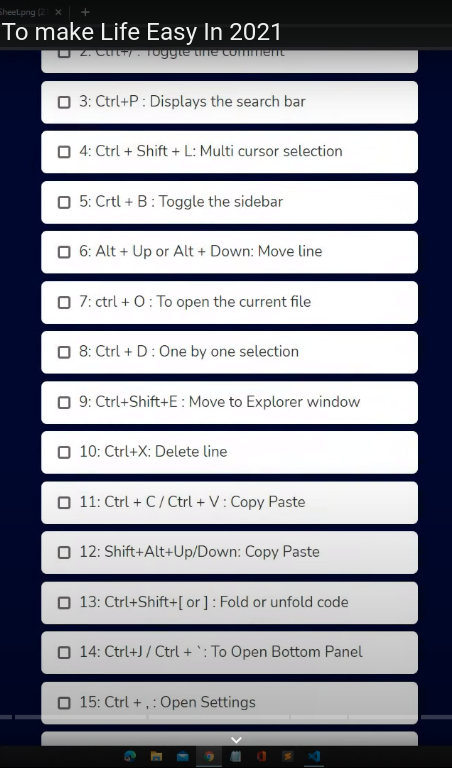 Sheet.png (2
To make Life Easy In 2021
2: Ctrl+/ : Toggle line comment
3: Ctrl+P : Displays the search bar
4: Ctrl + Shift + L: Multi cursor selection
5: Crtl + B : Toggle the sidebar
6: Alt + Up or Alt + Down: Move line
7: ctrl + O : To open the current file
8: Ctrl + D : One by one selection
9: Ctrl+Shift+E : Move to Explorer window
10: Ctrl+X: Delete line
11: Ctrl + C / Ctrl + V : Copy Paste
12: Shift+Alt+Up/Down: Copy Paste
13: Ctrl+Shift+[ or ] : Fold or unfold code
14: Ctrl+J / Ctrl + ` : To Open Bottom Panel
15: Ctrl + , : Open Settings